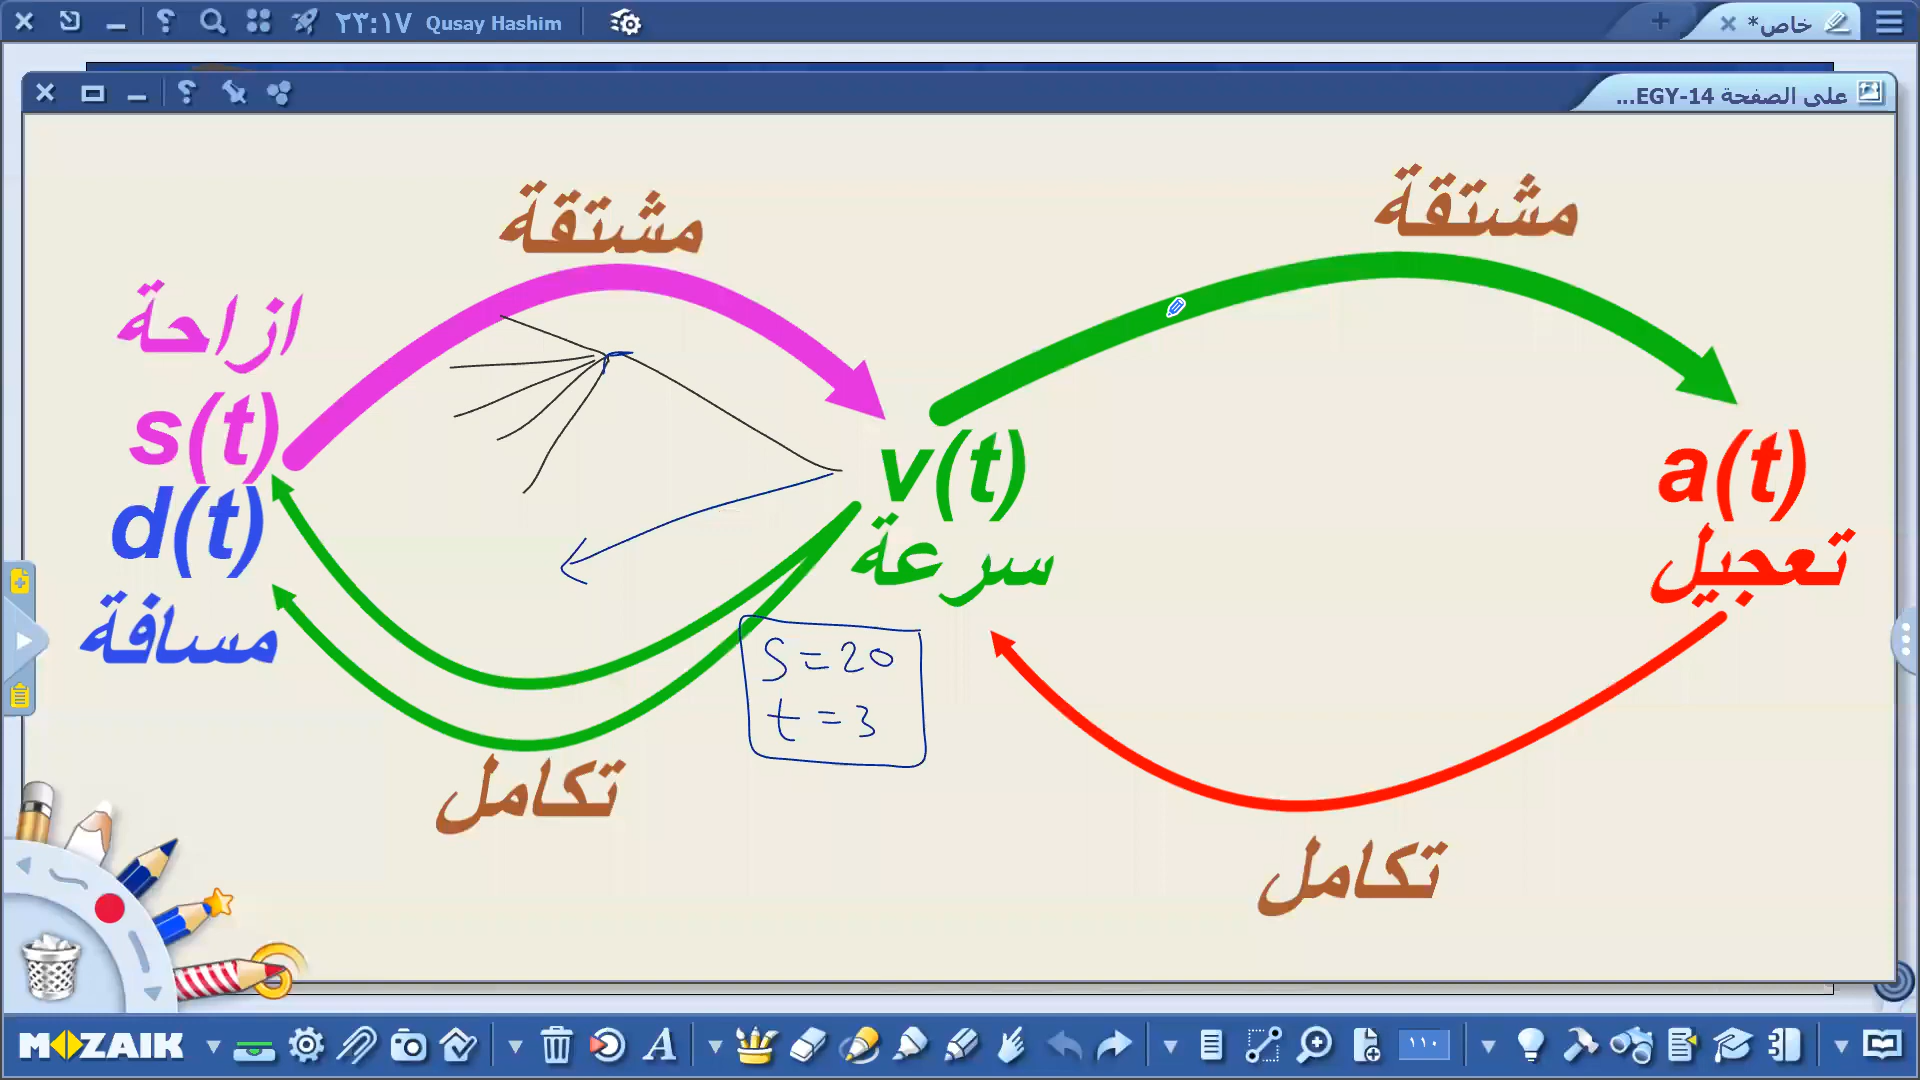 ٢٣:١٧ Qusay Hashim
خاص*
على الصفحة EGY-14...
مشتقة
مشتقة
ازاحة
s(t)
d(t)
مسافة
v(t)
سرعة
a(t)
تعجيل
S=20
t=3
تكامل
تكامل
MOZAIK
A
١١٠